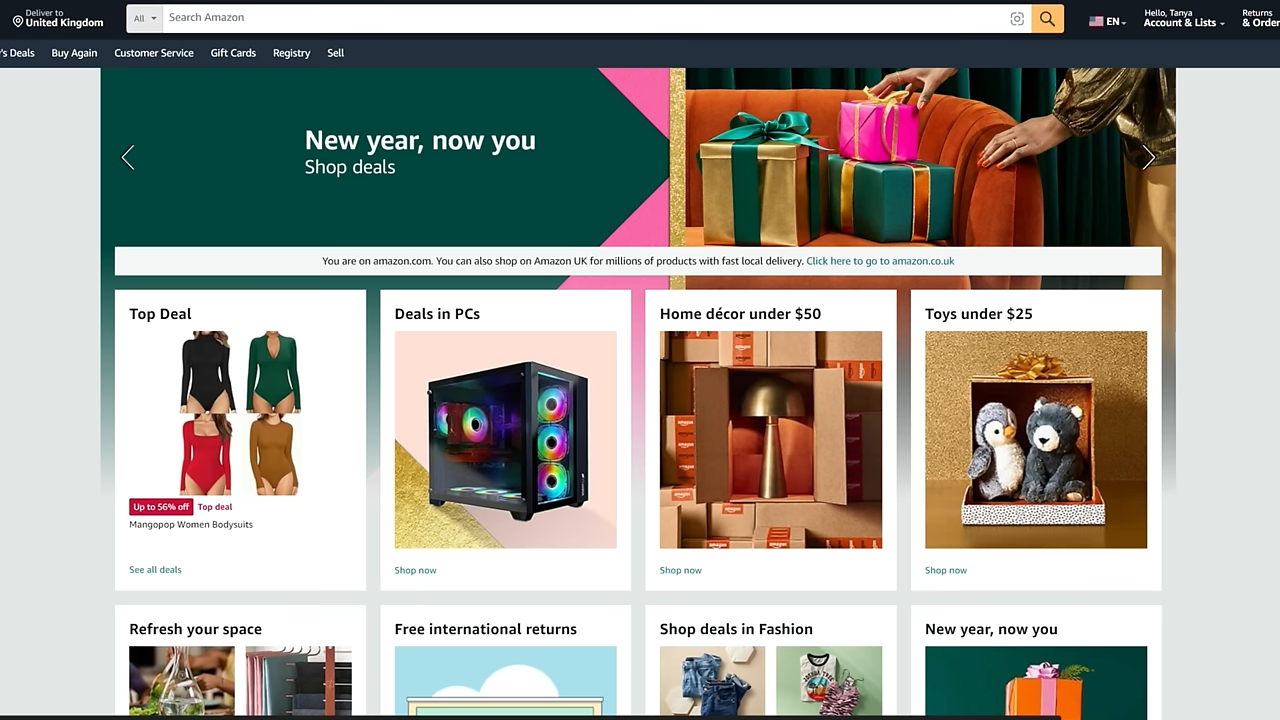 Deliver to
United Kingdom
All
Search Amazon
EN
Hello, Tanya
Account & Lists
Returns
& Order
's Deals
Buy Again
Customer Service
Gift Cards
Registry
Sell
New year, now you
Shop deals
You are on amazon.com. You can also shop on Amazon UK for millions of products with fast local delivery. Click here to go to amazon.co.uk
Top Deal
Up to 56% off
Top deal
Mangopop Women Bodysuits
See all deals
Deals in PCs
Shop now
Home décor under $50
Shop now
Toys under $25
Shop now
Refresh your space
Free international returns
Shop deals in Fashion
New year, now you